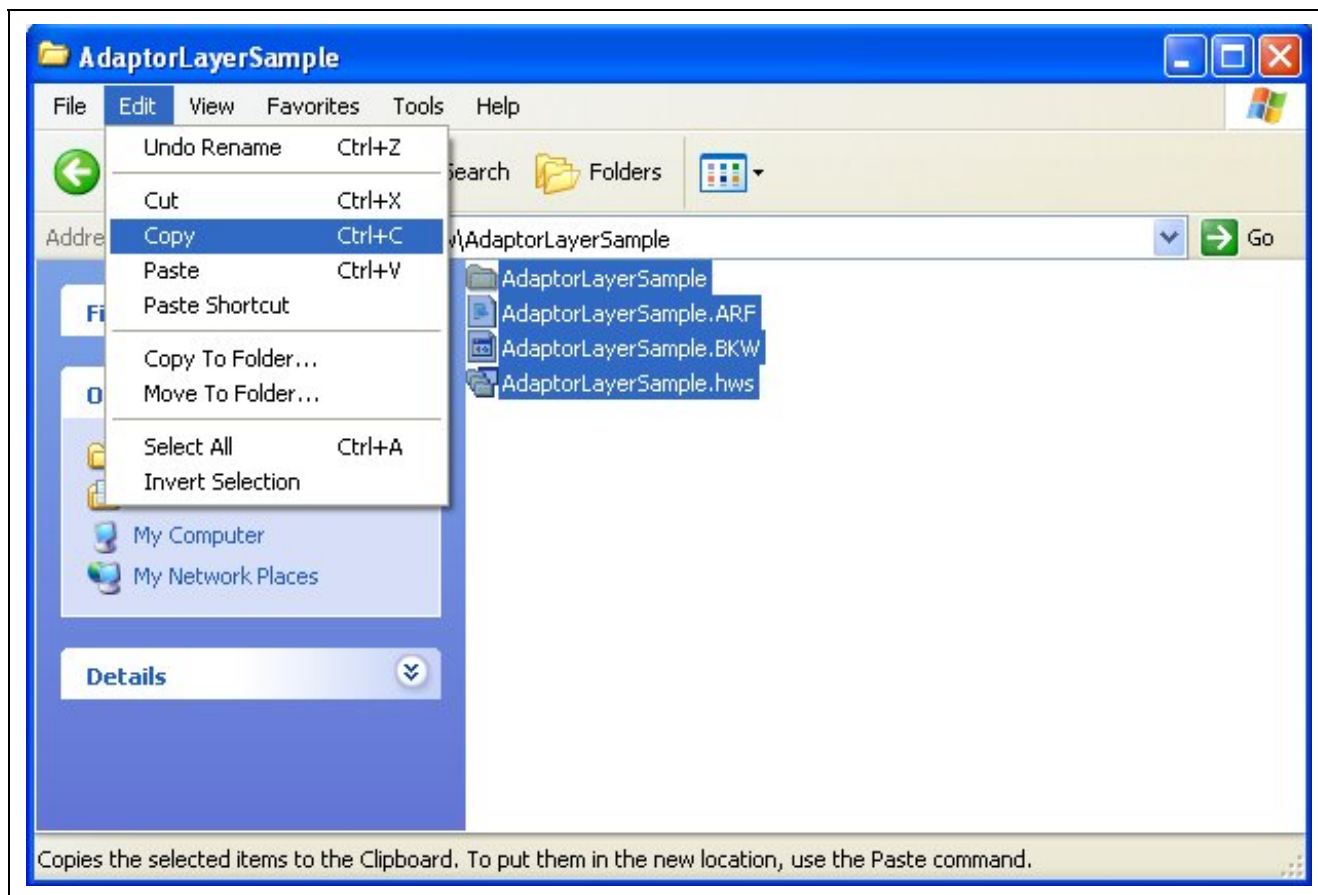 AdaptorLayerSample
File Edit View Favorites Tools Help
Undo Rename Ctrl+Z
Cut Ctrl+X
Copy Ctrl+C
Paste Ctrl+V
Paste Shortcut
Copy To Folder...
Move To Folder...
Select All Ctrl+A
Invert Selection
Search Folders
Addre \AdaptorLayerSample Go
AdaptorLayerSample
AdaptorLayerSample.ARF
AdaptorLayerSample.BKW
AdaptorLayerSample.hws
Fi
O
My Computer
My Network Places
Details
Copies the selected items to the Clipboard. To put them in the new location, use the Paste command.